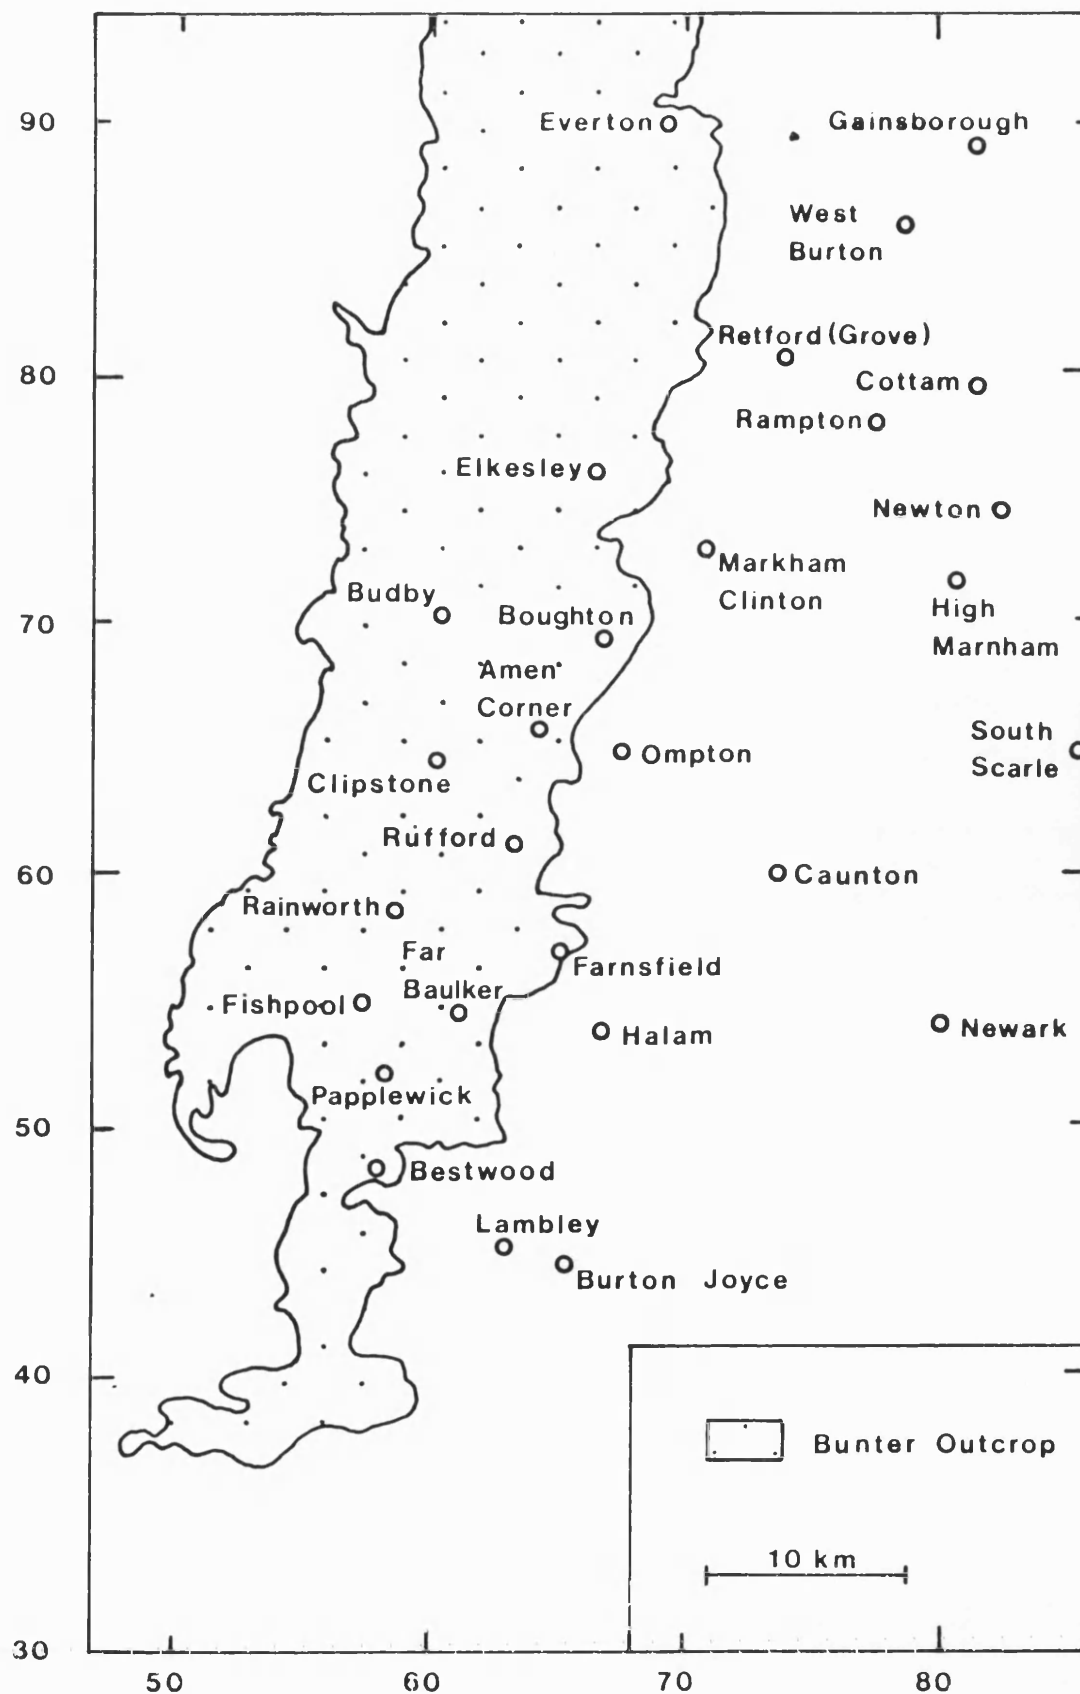 90
Everton
Gainsborough
West
Burton
Retford (Grove)
80
Cottam
Rampton
Elkesley
Newton
Markham
Clinton
Budby
High
Marnham
Boughton
70
Amen
Corner
South
Scarle
Ompton
Clipstone
Rufford
60
Caunton
Rainworth
Far
Baulker
Farnsfield
Fishpool
Halam
Newark
Papplewick
50
Bestwood
Lambley
Burton Joyce
40
Bunter Outcrop
10 km
30
50
60
70
80